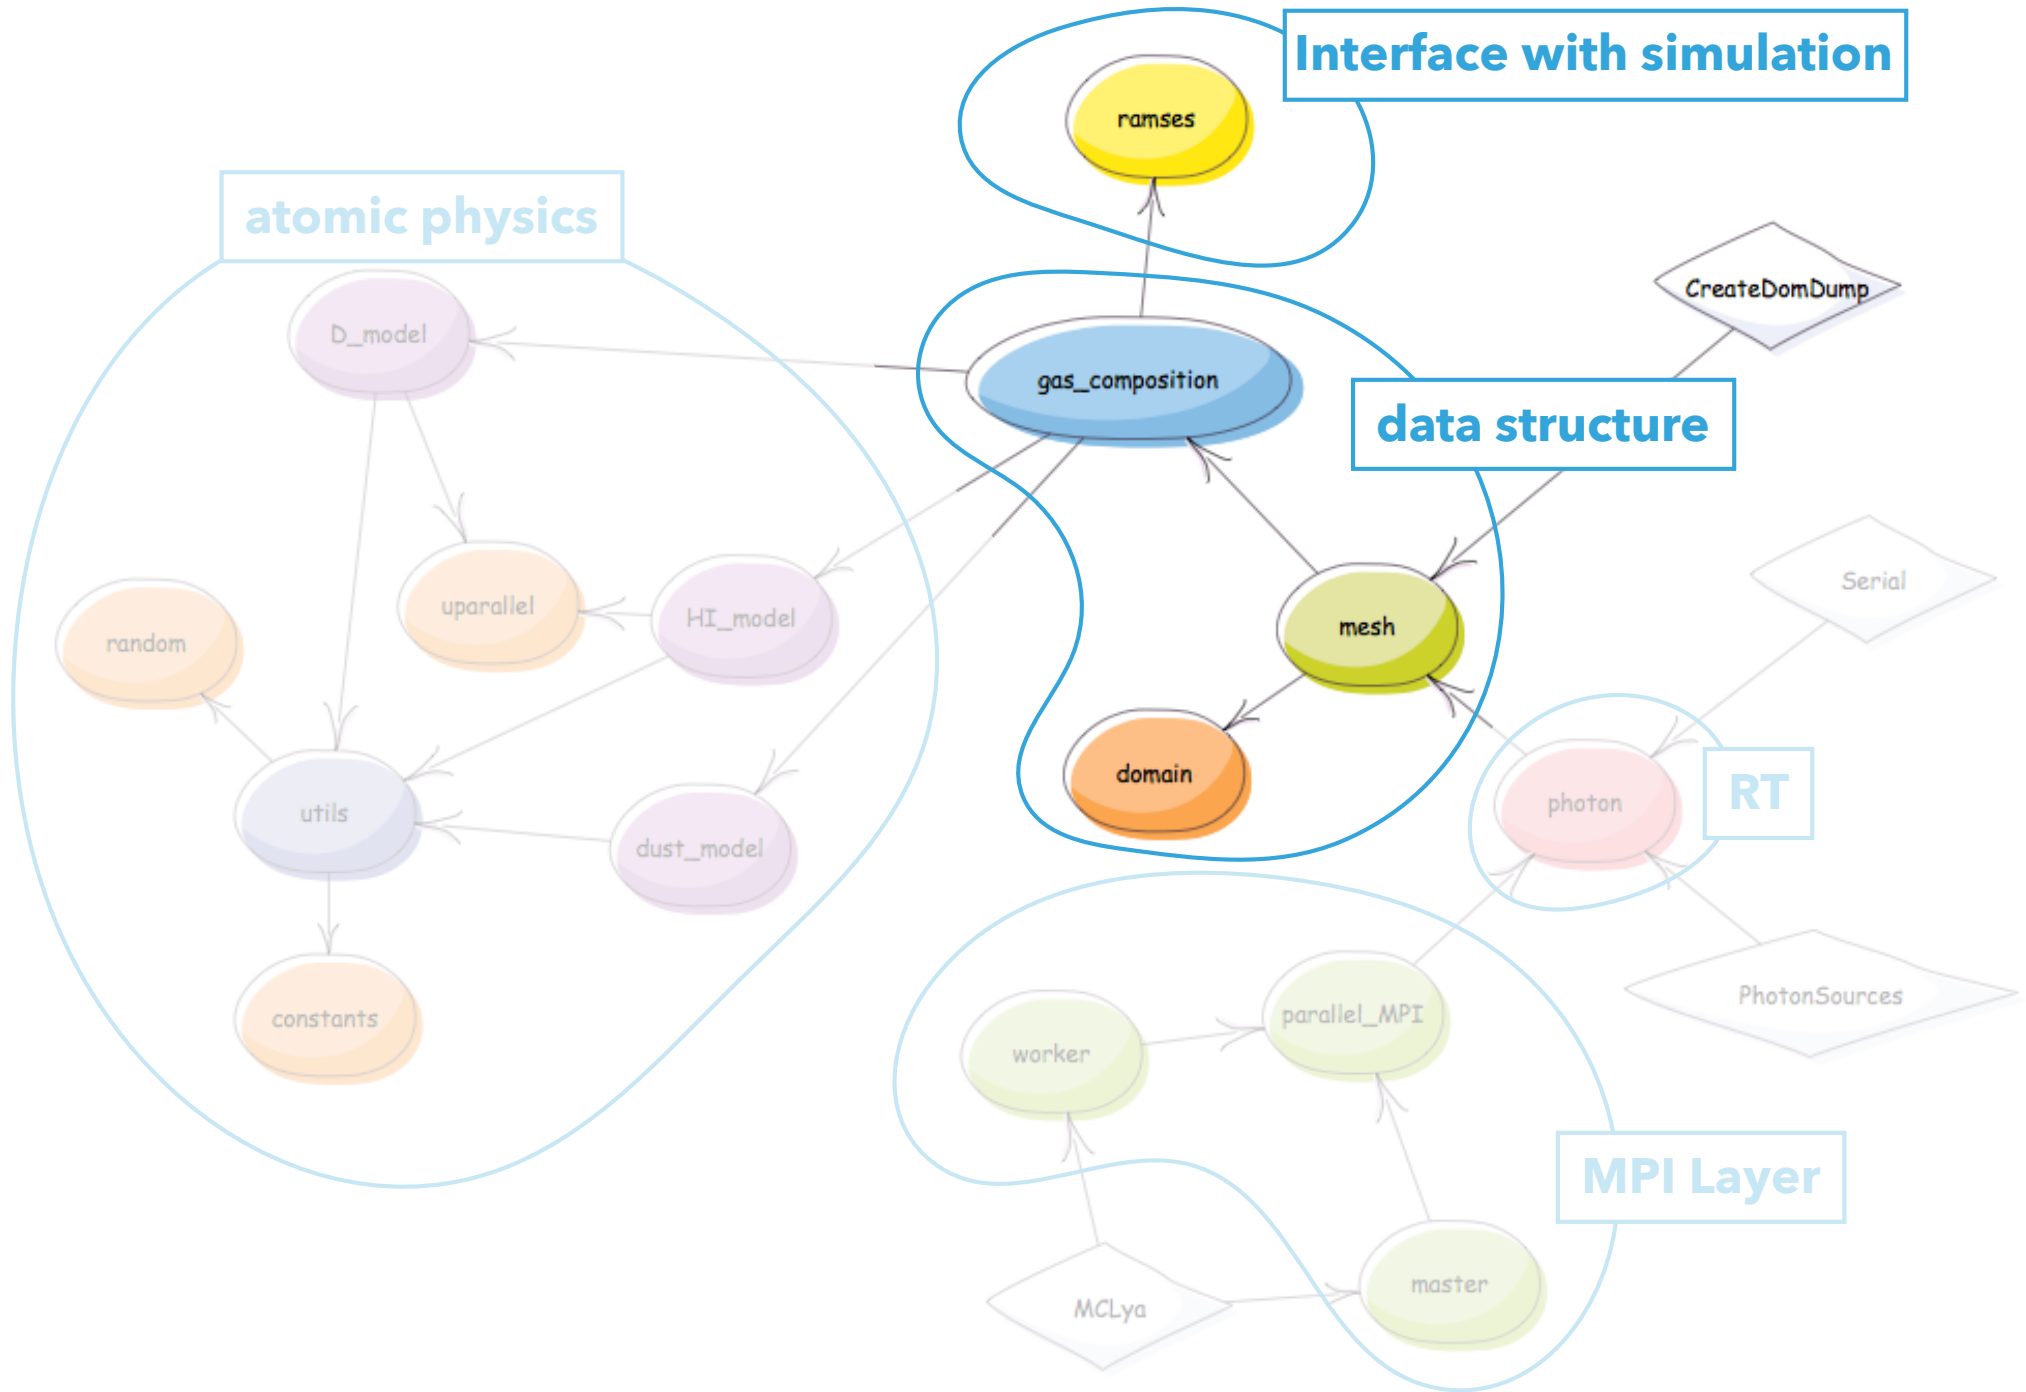 Interface with simulation
ramses
atomic physics
CreateDomDump
D_model
gas_composition
data structure
Serial
uparallel
HI_model
mesh
random
domain
RT
photon
utils
dust_model
PhotonSources
constants
parallel_MPI
worker
MPI Layer
master
MCLya